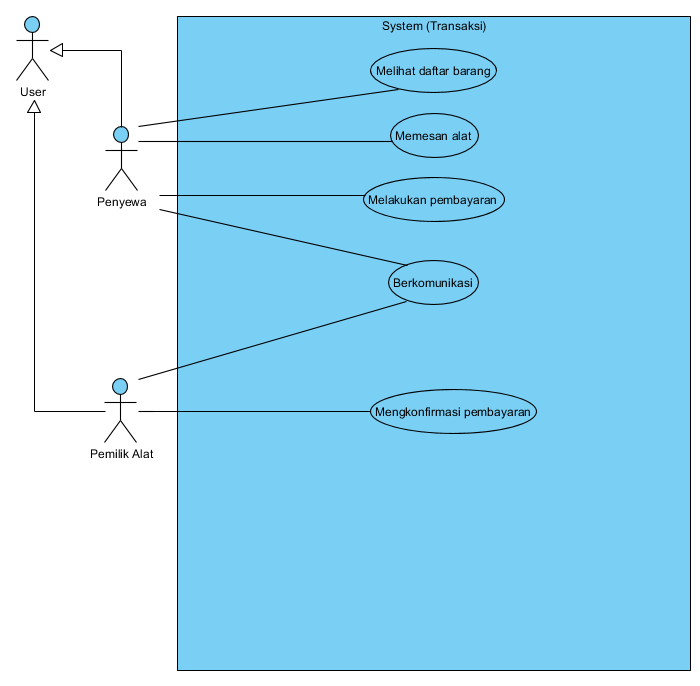 System (Transaksi)
User
Melihat daftar barang
Memesan alat
Penyewa
Melakukan pembayaran
Berkomunikasi
Pemilik Alat
Mengkonfirmasi pembayaran